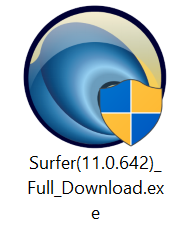 Surfer(11.0.642)_
Full_Download.ex
e